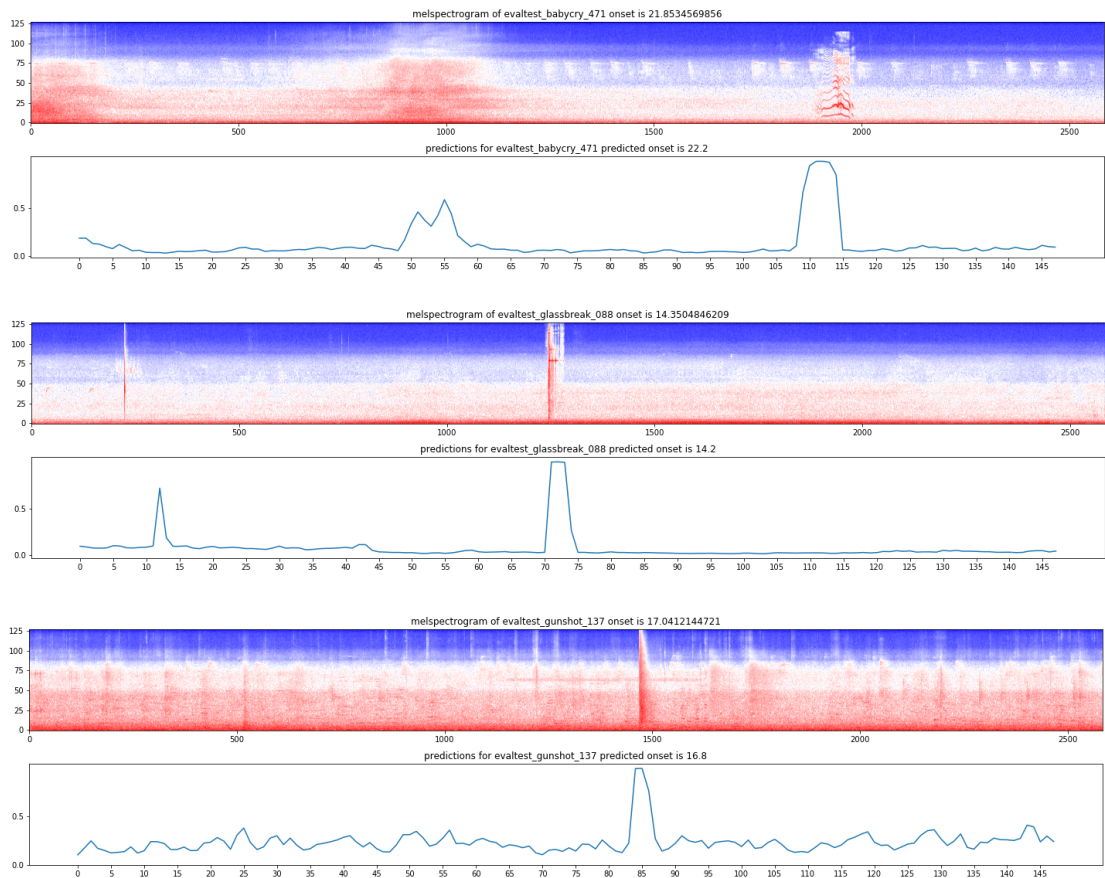 melspectrogram of evaltest_babycry_471 onset is 21.8534569856
125
100
75
50
25
0
0 500 1000 1500 2000 2500
predictions for evaltest_babycry_471 predicted onset is 22.2
0.5
0.0
0 5 10 15 20 25 30 35 40 45 50 55 60 65 70 75 80 85 90 95 100 105 110 115 120 125 130 135 140 145
melspectrogram of evaltest_glassbreak_088 onset is 14.3504846209
125
100
75
50
25
0
0 500 1000 1500 2000 2500
predictions for evaltest_glassbreak_088 predicted onset is 14.2
0.5
0.0
0 5 10 15 20 25 30 35 40 45 50 55 60 65 70 75 80 85 90 95 100 105 110 115 120 125 130 135 140 145
melspectrogram of evaltest_gunshot_137 onset is 17.0412144721
125
100
75
50
25
0
0 500 1000 1500 2000 2500
predictions for evaltest_gunshot_137 predicted onset is 16.8
0.5
0.0
0 5 10 15 20 25 30 35 40 45 50 55 60 65 70 75 80 85 90 95 100 105 110 115 120 125 130 135 140 145